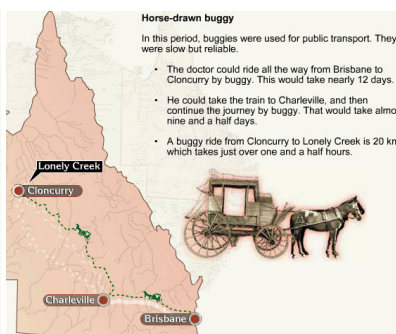 Horse-drawn buggy
In this period, buggies were used for public transport. They
were slow but reliable.
• The doctor could ride all the way from Brisbane to
Cloncurry by buggy. This would take nearly 12 days.
• He could take the train to Charleville, and then
continue the journey by buggy. That would take almo
nine and a half days.
• A buggy ride from Cloncurry to Lonely Creek is 20 km
which takes just over one and a half hours.
Lonely Creek
Cloncurry
Charleville
Brisbane